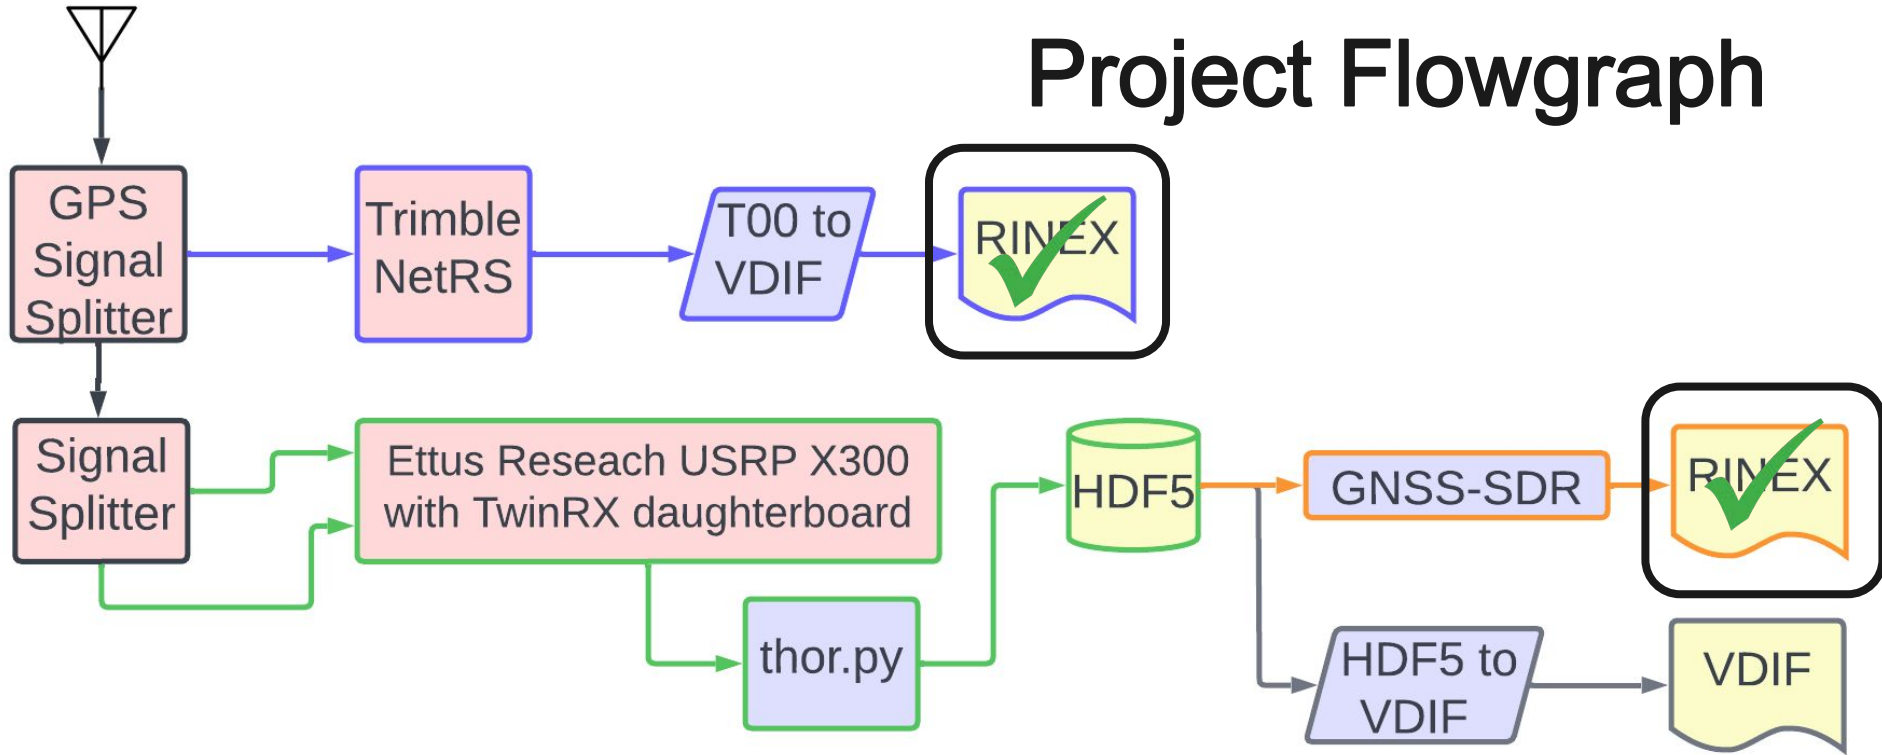 Project Flowgraph
GPS
Signal
Splitter
Trimble
NetRS
T00 to
VDIF
RINEX
Signal
Splitter
Ettus Reseach USRP X300
with TwinRX daughterboard
thor.py
HDF5
GNSS-SDR
RINEX
HDF5 to
VDIF
VDIF